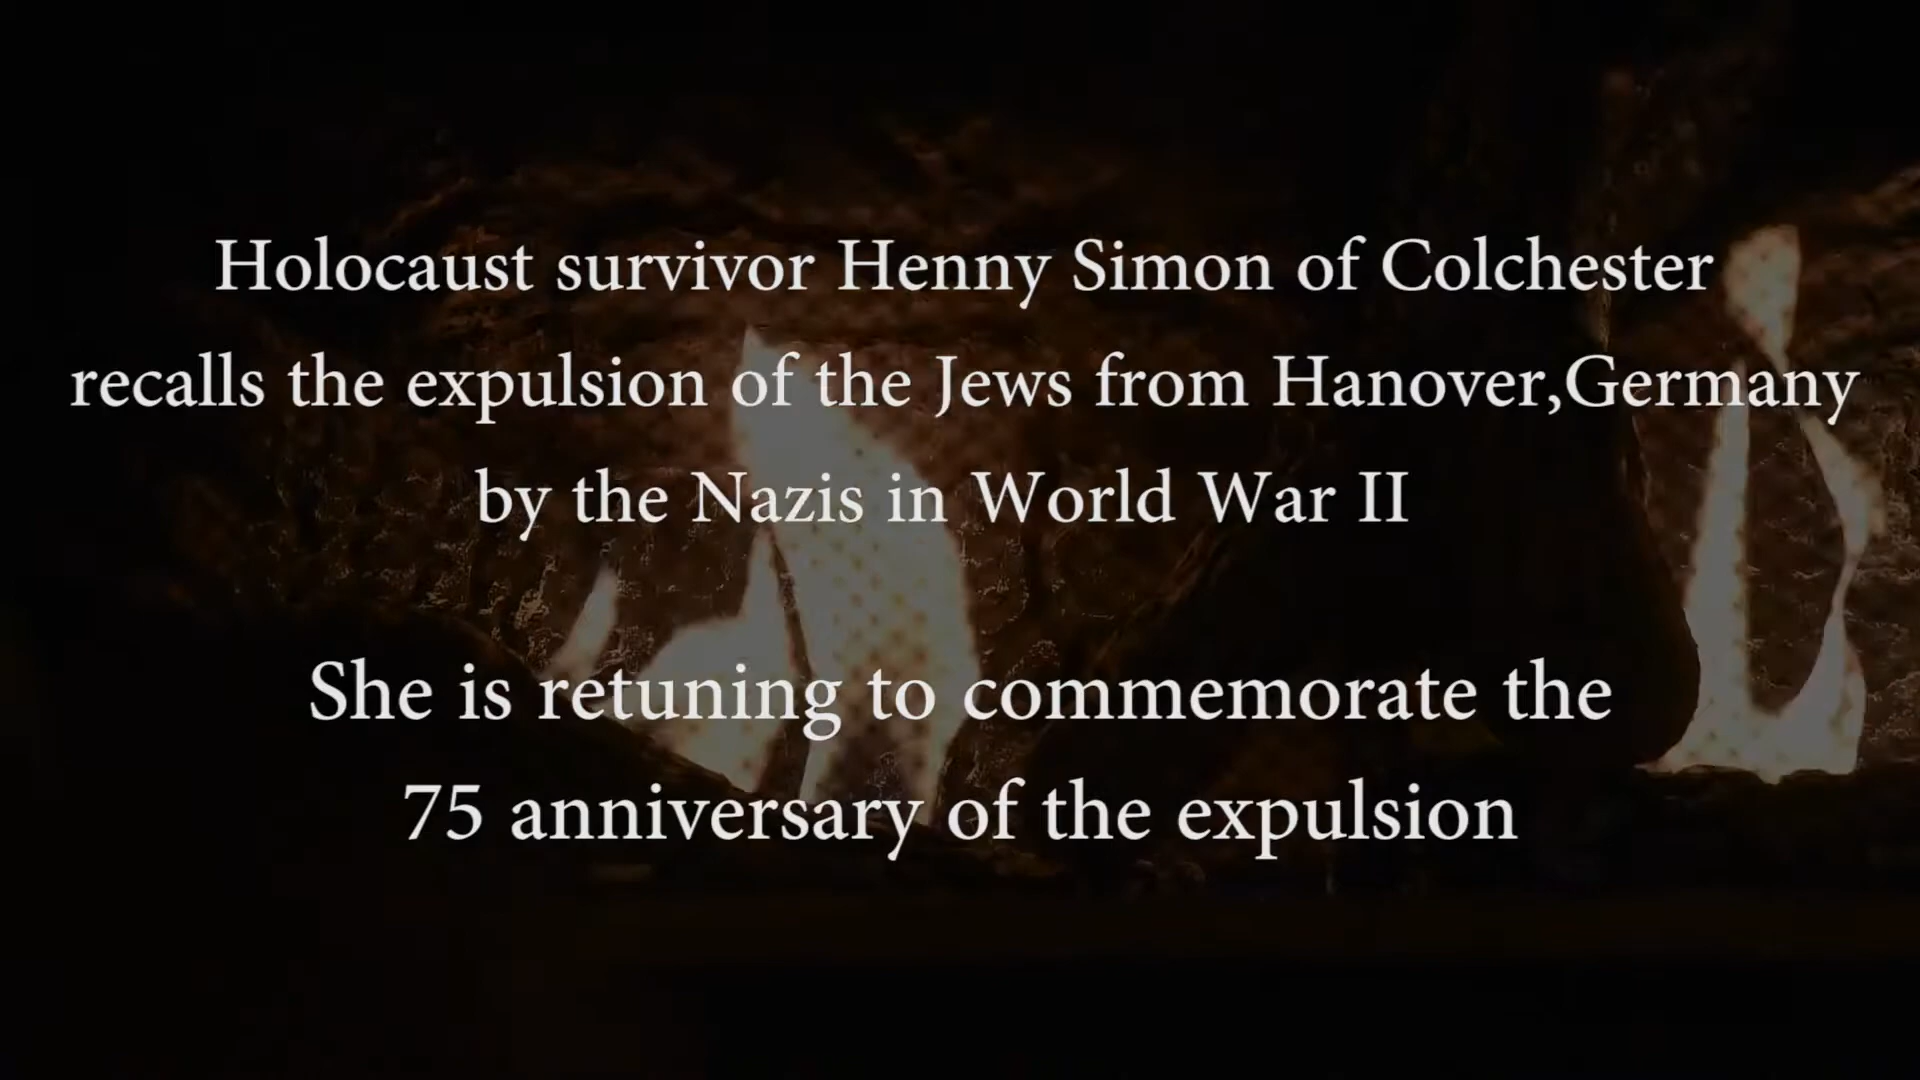 Holocaust survivor Henny Simon of Colchester
recalls the expulsion of the Jews from Hanover,Germany
by the Nazis in World War II
She is retuning to commemorate the
75 anniversary of the expulsion